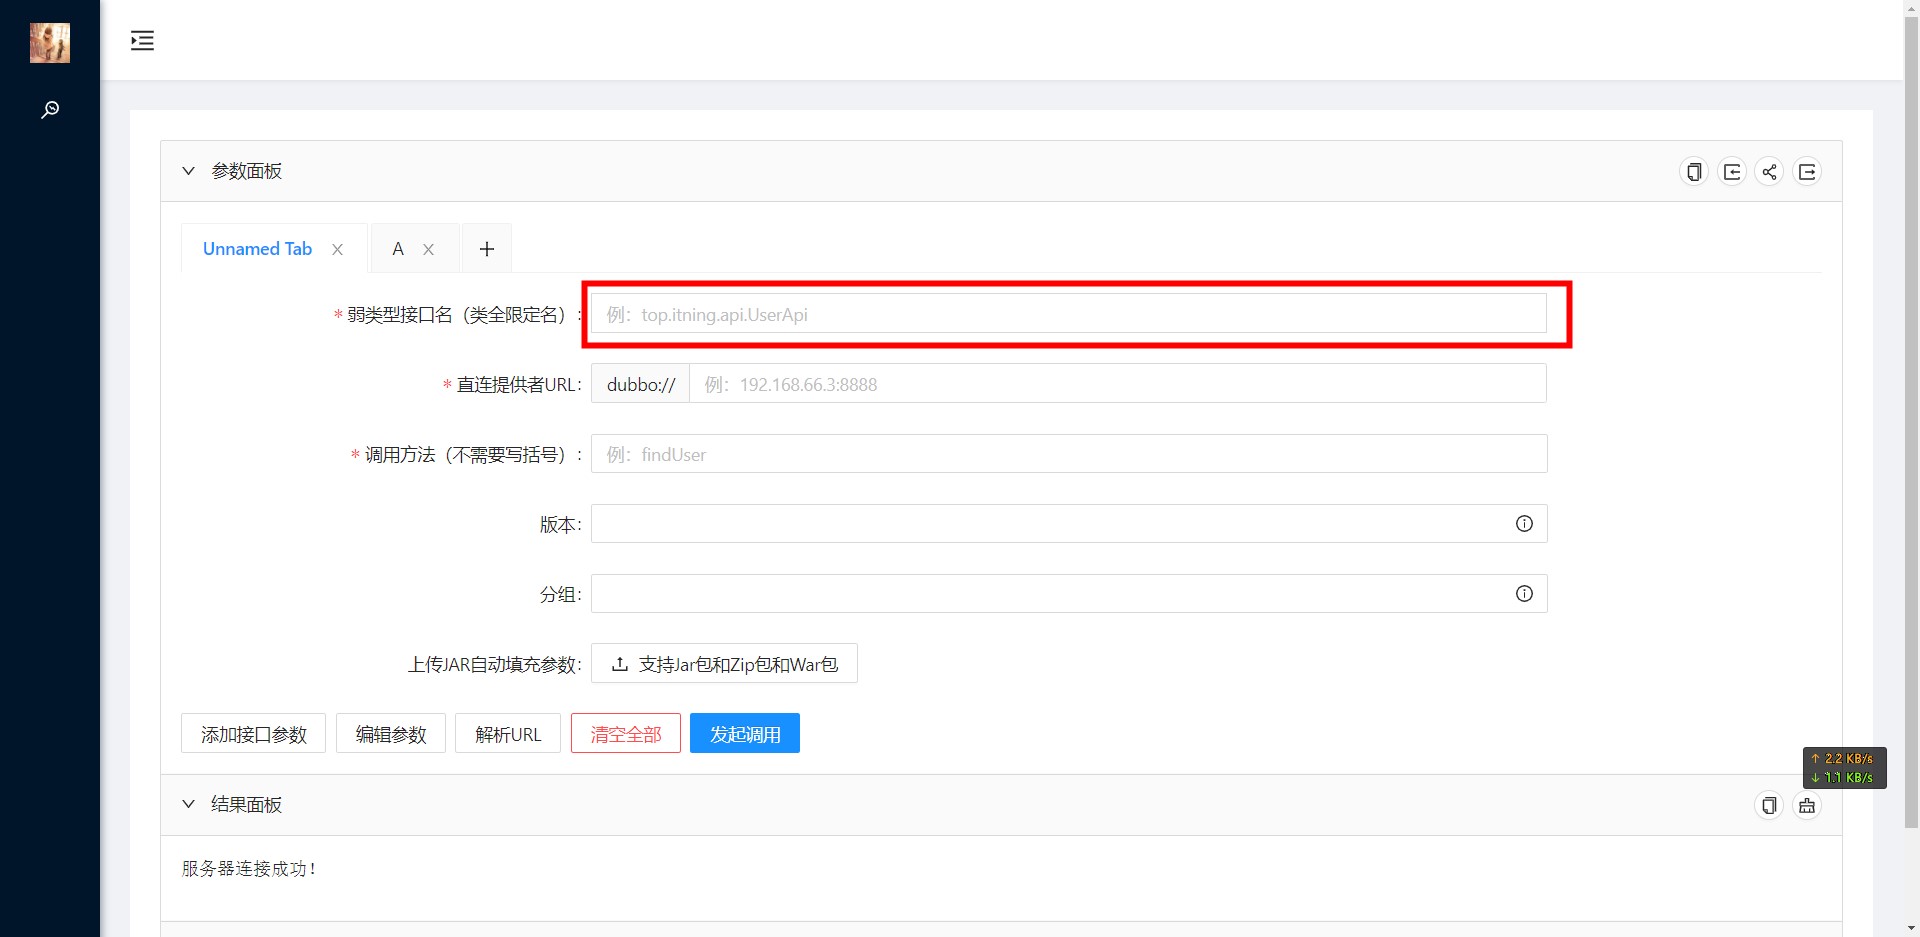 参数面板
Unnamed Tab
A
* 弱类型接口名（类全限定名）:
例：top.itning.api.UserApi
* 直连提供者URL:
dubbo://
例：192.168.66.3:8888
* 调用方法（不需要写括号）:
例：findUser
版本:
分组:
上传JAR自动填充参数:
支持Jar包和Zip包和War包
添加接口参数 编辑参数 解析URL 清空全部 发起调用
↑ 2.2 KB/s
↓ 1.1 KB/s
结果面板
服务器连接成功!